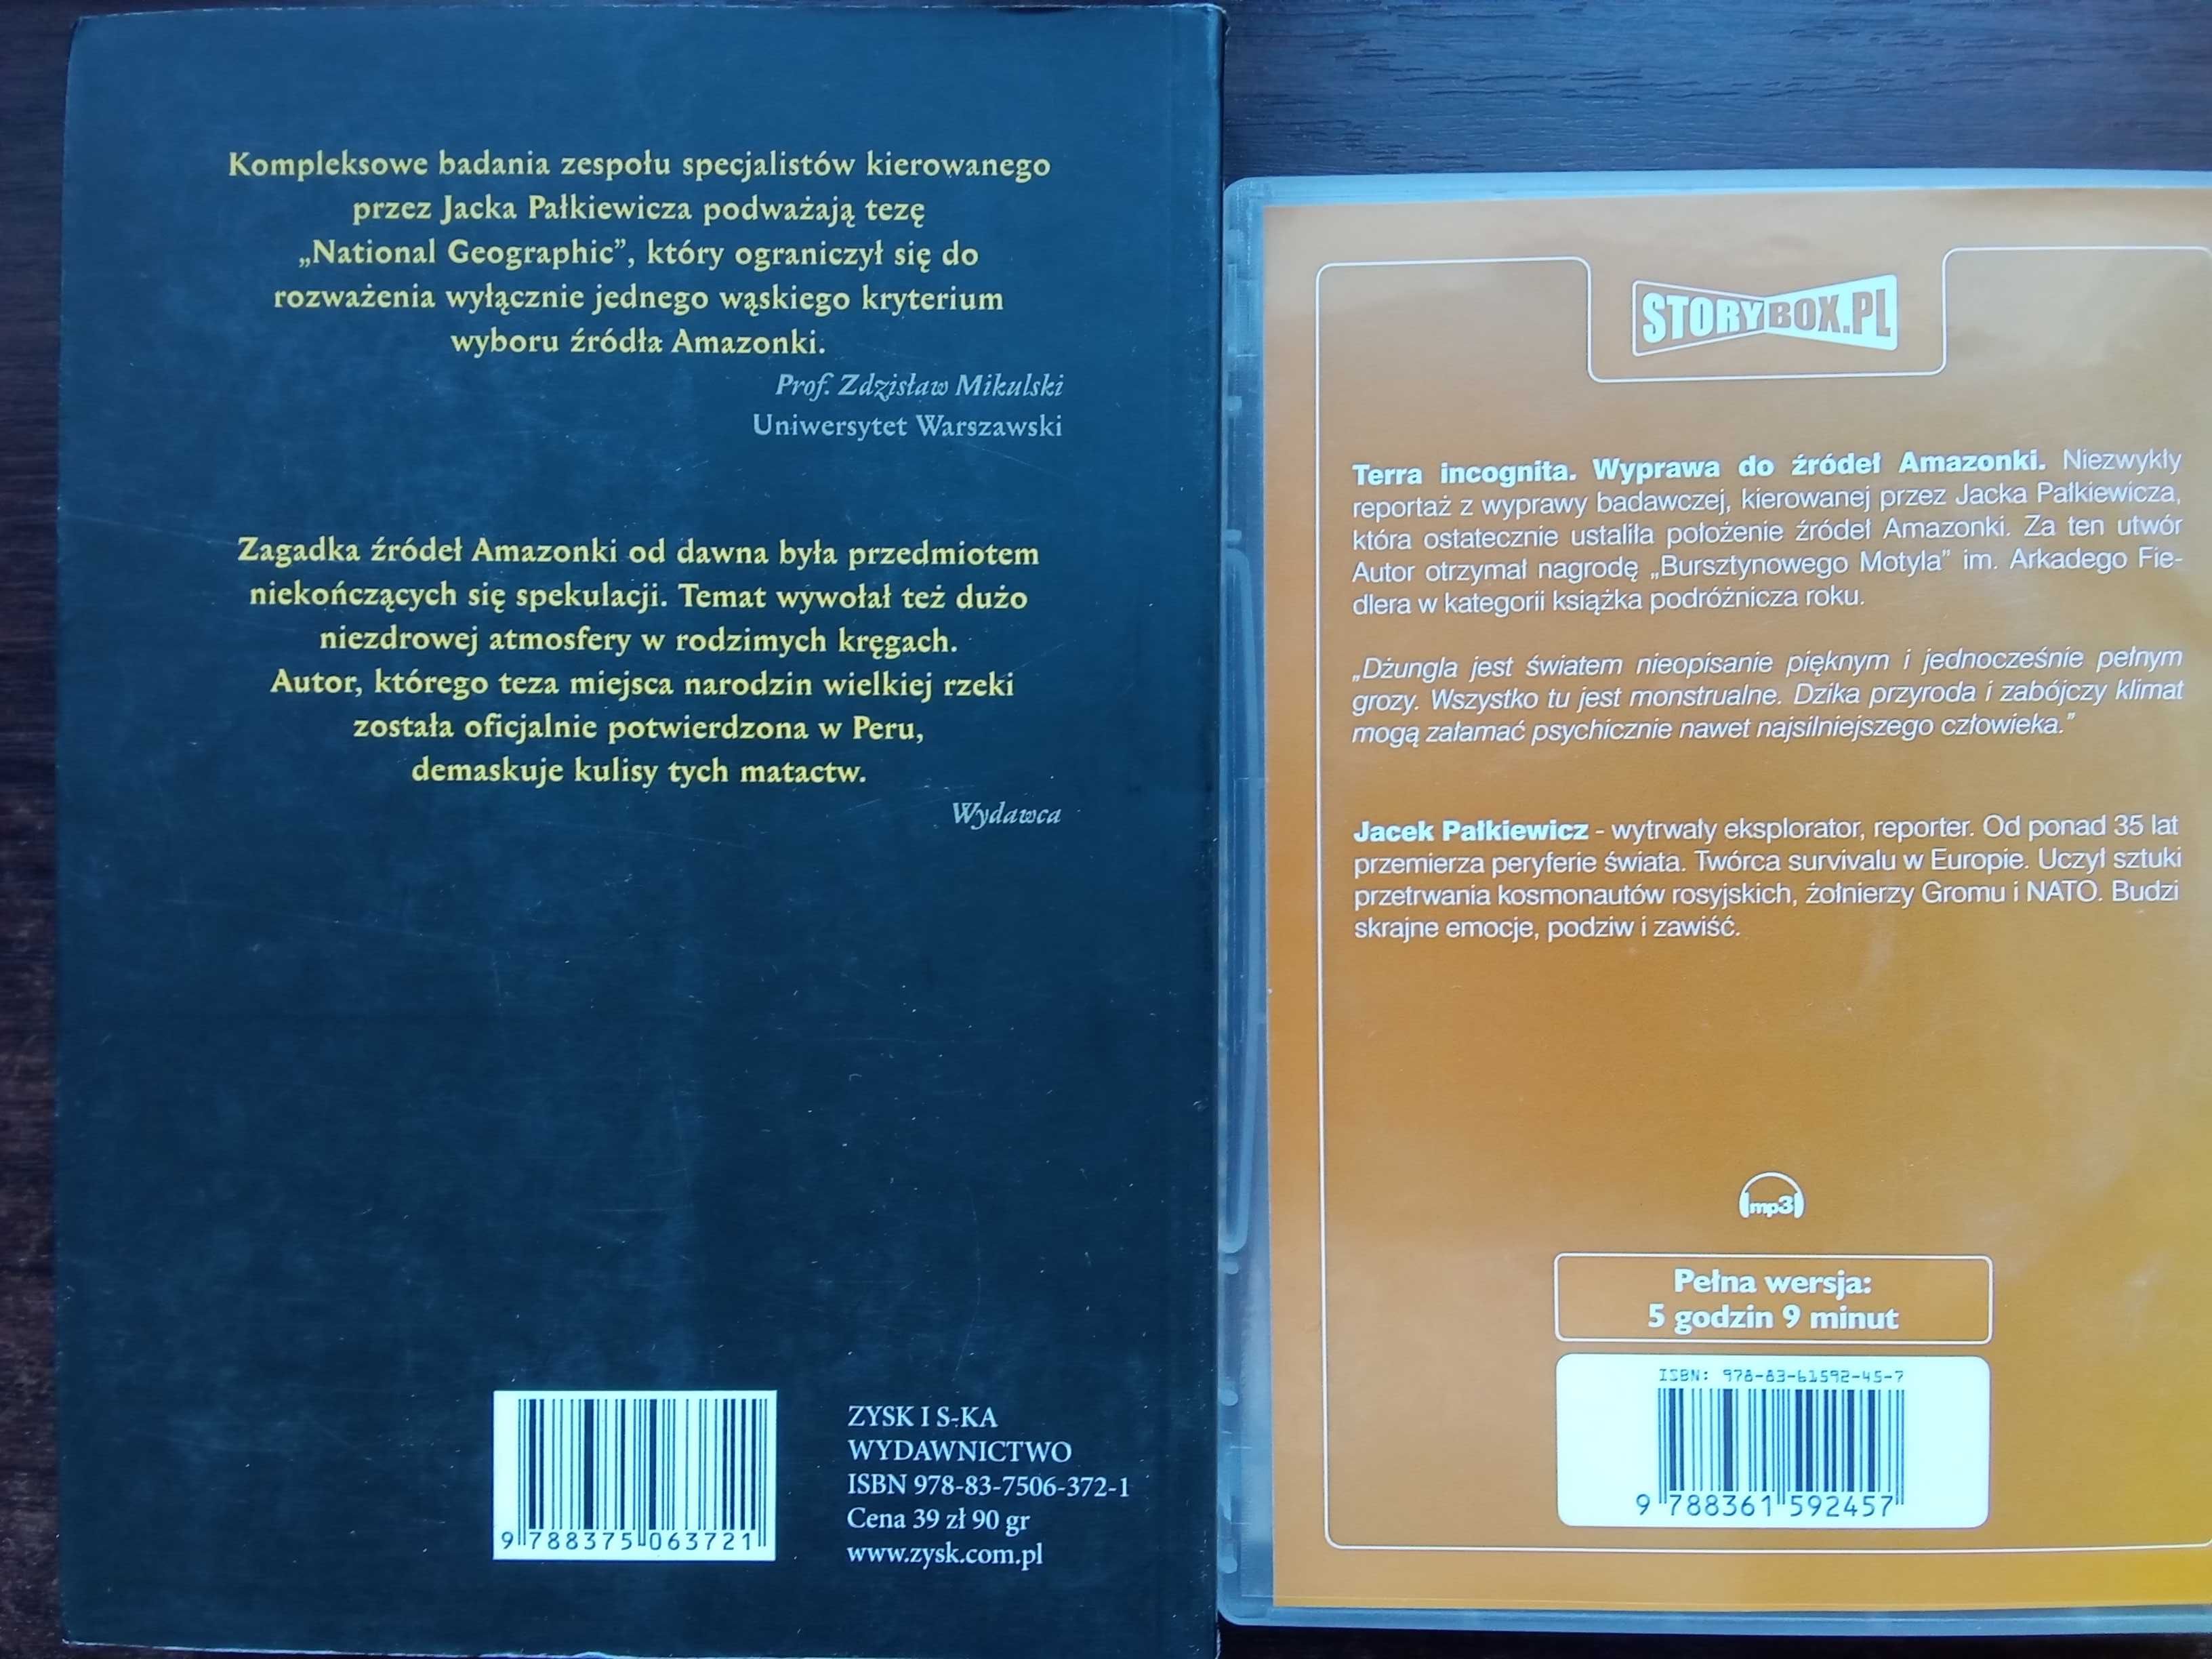 Kompleksowe badania zespołu specjalistów kierowanego
przez Jacka Pałkiewicza podważają tezę
„National Geographic”, który ograniczył się do
rozważenia wyłącznie jednego wąskiego kryterium
wyboru źródła Amazonki.
Prof. Zdzisław Mikulski
Uniwersytet Warszawski
Zagadka źródeł Amazonki od dawna była przedmiotem
niekończących się spekulacji. Temat wywołał też dużo
niezdrowej atmosfery w rodzimych kręgach.
Autor, którego teza miejsca narodzin wielkiej rzeki
została oficjalnie potwierdzona w Peru,
demaskuje kulisy tych matactw.
Wydawca
9 788375 063721
ZYSK I S-KA
WYDAWNICTWO
ISBN 978-83-7506-372-1
Cena 39 zł 90 gr
www.zysk.com.pl
STORYBOX.PL
Terra incognita. Wyprawa do źródeł Amazonki. Niezwykły
reportaż z wyprawy badawczej, kierowanej przez Jacka Pałkiewicza,
która ostatecznie ustaliła położenie źródeł Amazonki. Za ten utwór
Autor otrzymał nagrodę „Bursztynowego Motyla” im. Arkadego Fie-
dlera w kategorii książka podróżnicza roku.
„Dżungla jest światem nieopisanie pięknym i jednocześnie pełnym
grozy. Wszystko tu jest monstrualne. Dzika przyroda i zabójczy klimat
mogą załamać psychicznie nawet najsilniejszego człowieka.”
Jacek Pałkiewicz - wytrwały eksplorator, reporter. Od ponad 35 lat
przemierza peryferie świata. Twórca survivalu w Europie. Uczył sztuki
przetrwania kosmonautów rosyjskich, żołnierzy Gromu i NATO. Budzi
skrajne emocje, podziw i zawiść.
mp3
Pełna wersja:
5 godzin 9 minut
ISBN: 978-83-61592-45-7
9 788361 592457